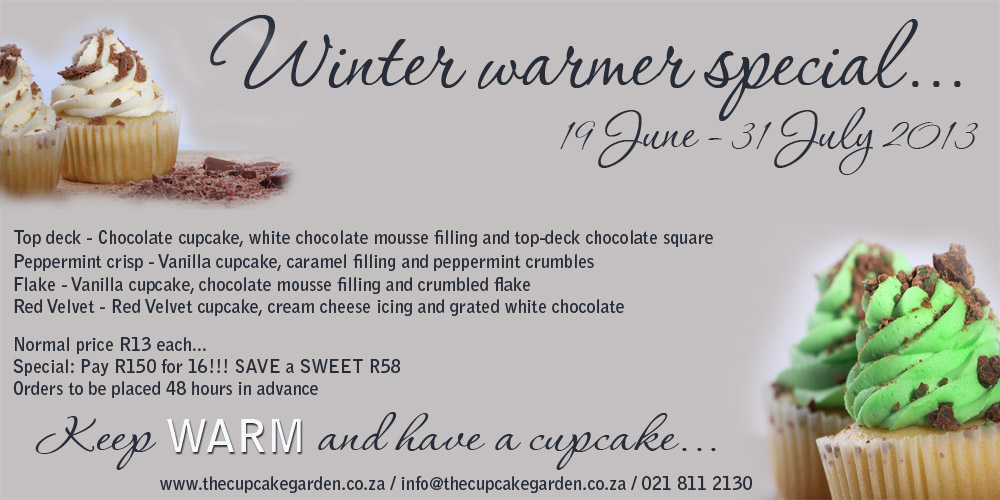 Winter warmer special...
19 June - 31 July 2013
Top deck - Chocolate cupcake, white chocolate mousse filling and top-deck chocolate square
Peppermint crisp - Vanilla cupcake, caramel filling and peppermint crumbles
Flake - Vanilla cupcake, chocolate mousse filling and crumbled flake
Red Velvet - Red Velvet cupcake, cream cheese icing and grated white chocolate
Normal price R13 each...
Special: Pay R150 for 16!!! SAVE a SWEET R58
Orders to be placed 48 hours in advance
Keep WARM and have a cupcake...
www.thecupcakegarden.co.za / info@thecupcakegarden.co.za / 021 811 2130